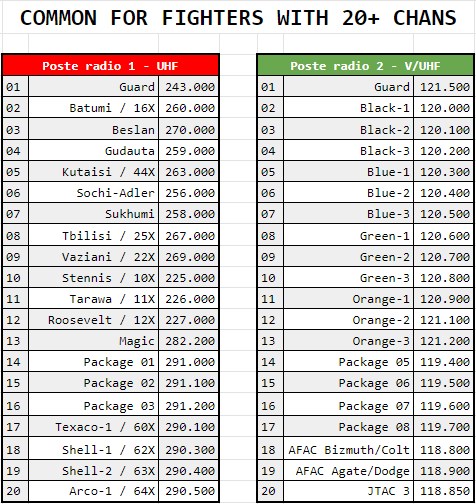 COMMON FOR FIGHTERS WITH 20+ CHANS
Poste radio 1 - UHF
01 Guard 243.000
02 Batumi / 16X 260.000
03 Beslan 270.000
04 Gudauta 259.000
05 Kutaisi / 44X 263.000
06 Sochi-Adler 256.000
07 Sukhumi 258.000
08 Tbilisi / 25X 267.000
09 Vaziani / 22X 269.000
10 Stennis / 10X 225.000
11 Tarawa / 11X 226.000
12 Roosevelt / 12X 227.000
13 Magic 282.200
14 Package 01 291.000
15 Package 02 291.100
16 Package 03 291.200
17 Texaco-1 / 60X 290.100
18 Shell-1 / 62X 290.300
19 Shell-2 / 63X 290.400
20 Arco-1 / 64X 290.500
Poste radio 2 - V/UHF
01 Guard 121.500
02 Black-1 120.000
03 Black-2 120.100
04 Black-3 120.200
05 Blue-1 120.300
06 Blue-2 120.400
07 Blue-3 120.500
08 Green-1 120.600
09 Green-2 120.700
10 Green-3 120.800
11 Orange-1 120.900
12 Orange-2 121.100
13 Orange-3 121.200
14 Package 05 119.400
15 Package 06 119.500
16 Package 07 119.600
17 Package 08 119.700
18 AFAC Bizmuth/Colt 118.800
19 AFAC Agate/Dodge 118.900
20 JTAC 3 118.850